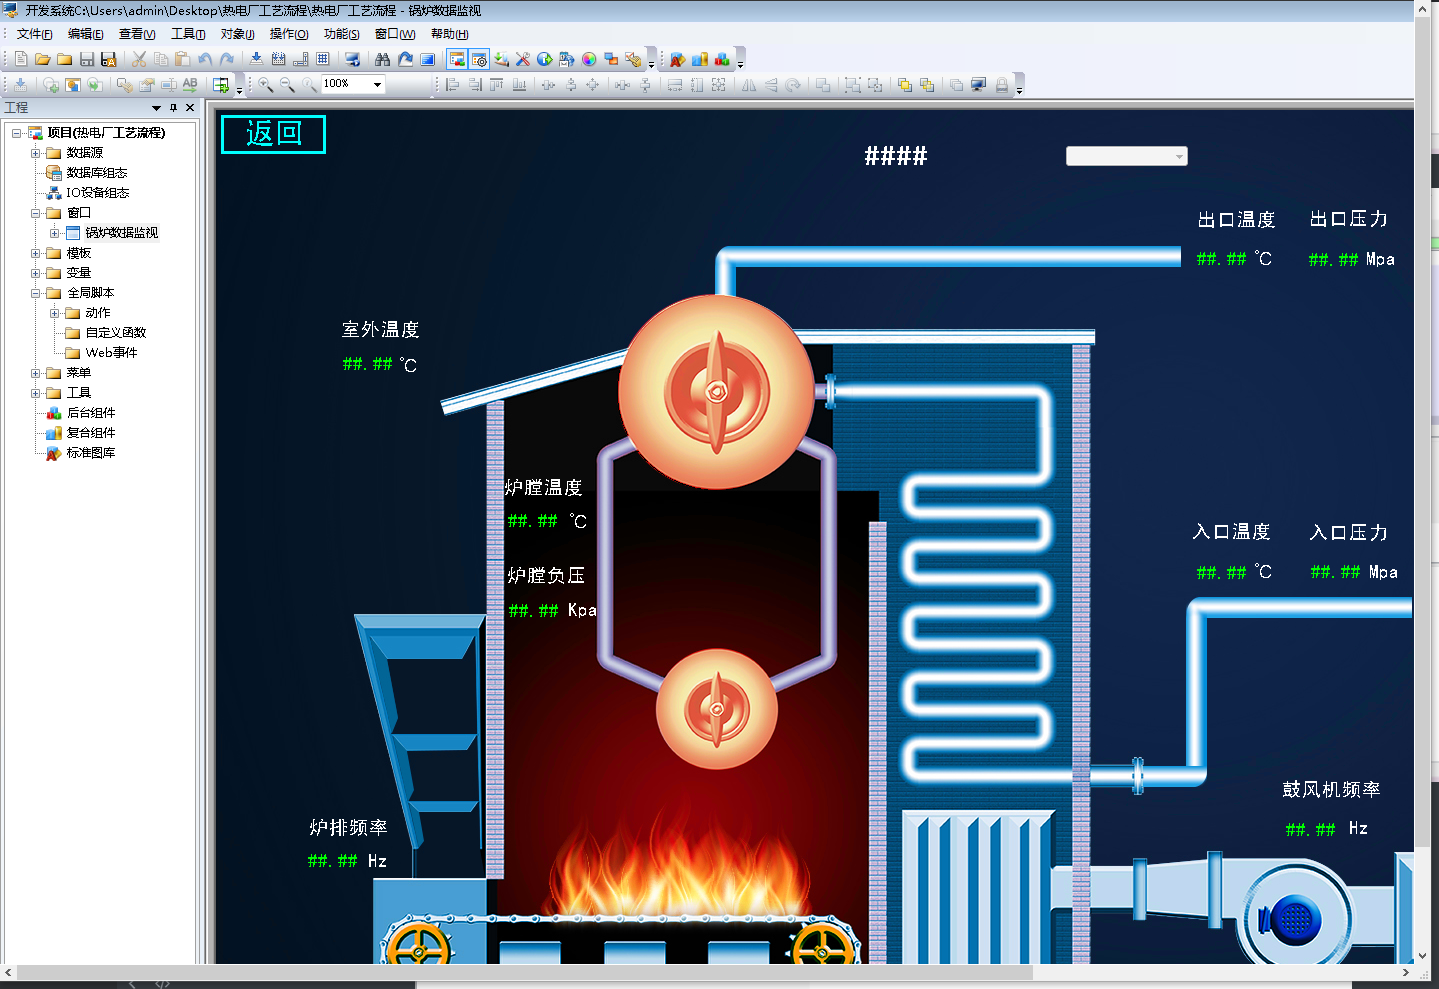 开发系统C:\Users\admin\Desktop\热电厂工艺流程\热电厂工艺流程 - 锅炉数据监视
文件(F) 编辑(E) 查看(V) 工具(T) 对象(J) 操作(O) 功能(S) 窗口(W) 帮助(H)
100%
工程
项目(热电厂工艺流程)
数据源
数据库组态
IO设备组态
窗口
锅炉数据监视
模板
变量
全局脚本
动作
自定义函数
Web事件
菜单
工具
后台组件
复合组件
标准图库
返回
####
出口温度 出口压力
##.## ℃ ##.## Mpa
室外温度
##.## ℃
炉膛温度
##.## ℃
入口温度 入口压力
##.## ℃ ##.## Mpa
炉膛负压
##.## Kpa
鼓风机频率
##.## Hz
炉排频率
##.## Hz